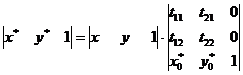 |x* y* 1| = |x y 1| · |t11 t21 0|
|t12 t22 0|
|x0* y0* 1|